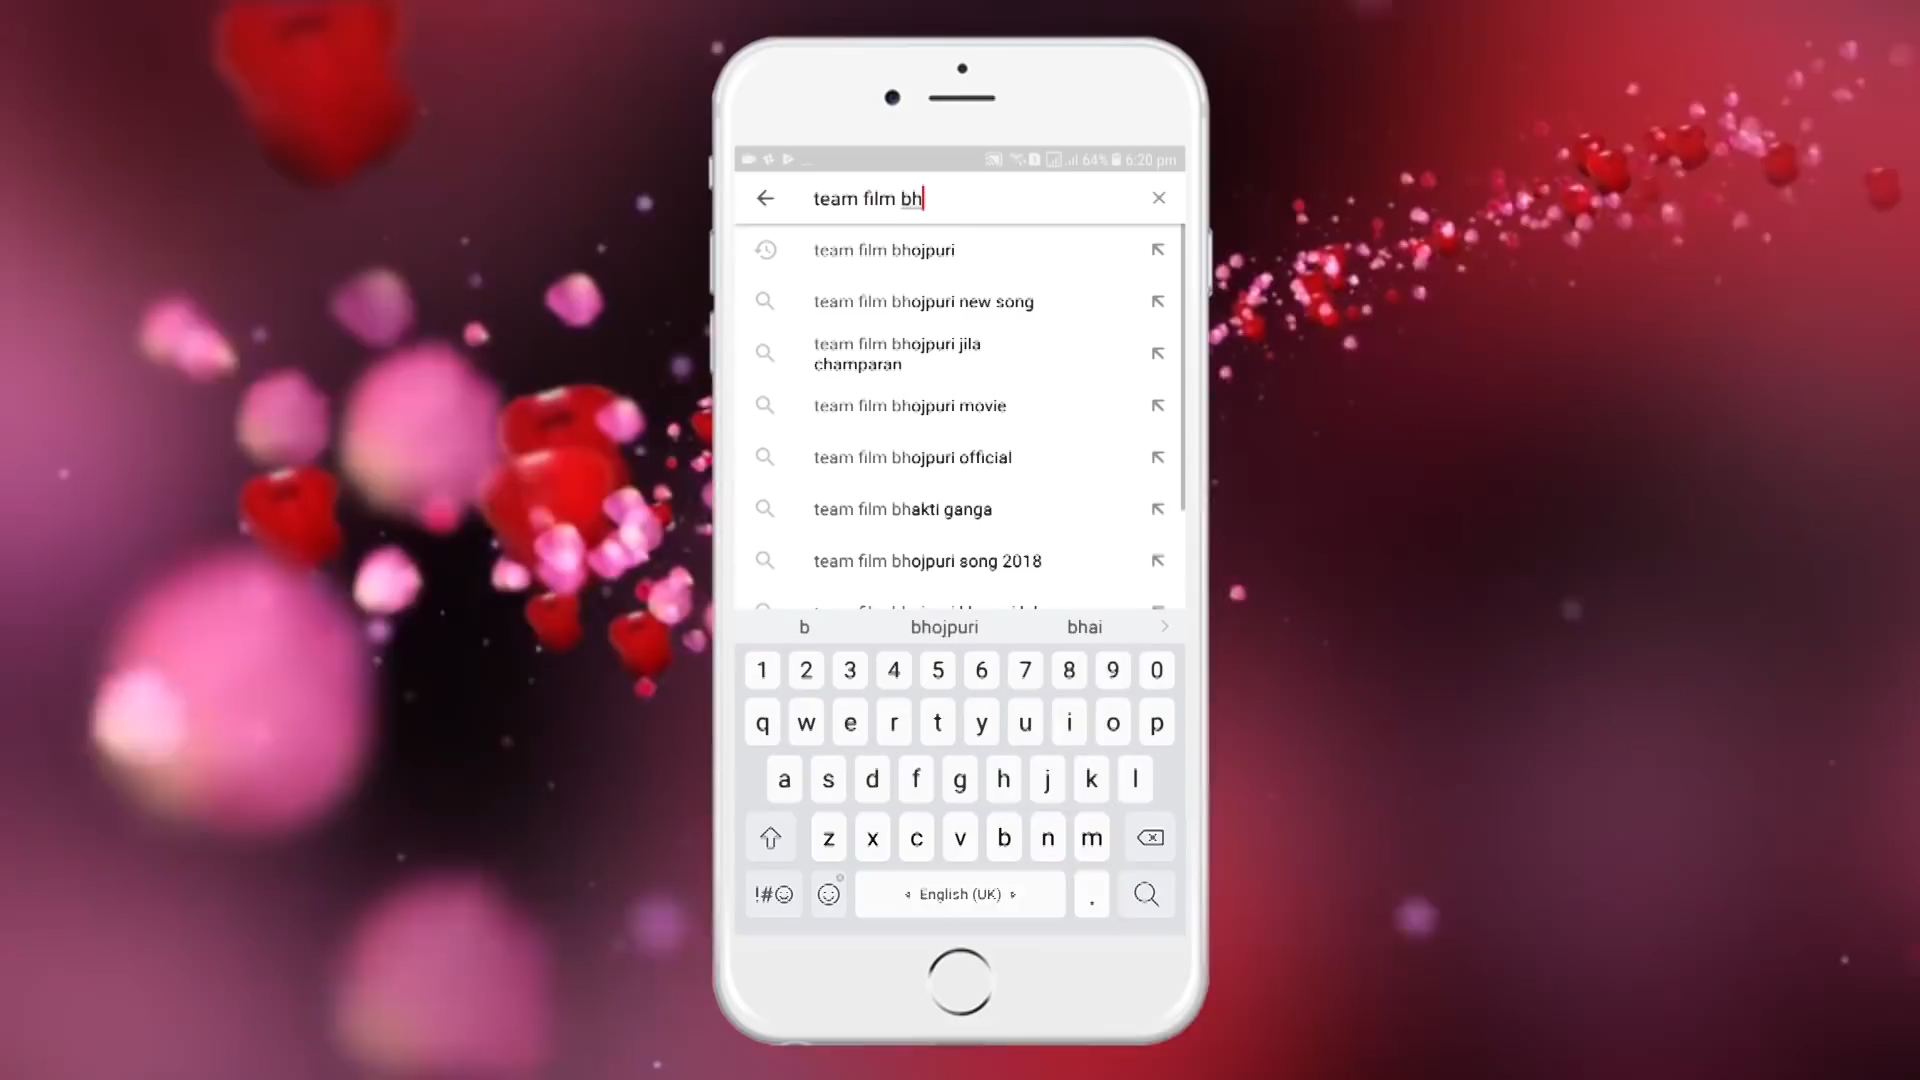 64% 6:20 pm
team film bh
team film bhojpuri
team film bhojpuri new song
team film bhojpuri jila
champaran
team film bhojpuri movie
team film bhojpuri official
team film bhakti ganga
team film bhojpuri song 2018
b bhojpuri bhai
1 2 3 4 5 6 7 8 9 0
q w e r t y u i o p
a s d f g h j k l
z x c v b n m
!#☺ English (UK) .